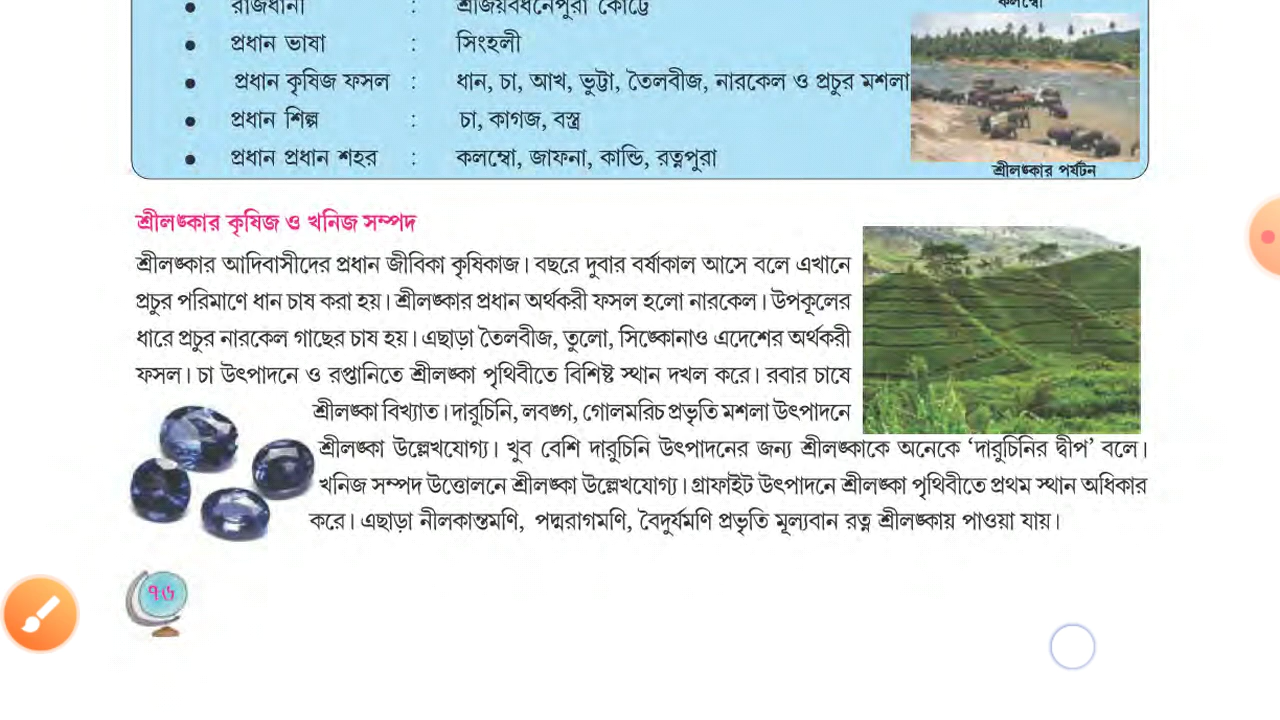 কলম্বো
রাজধানী : শ্রীজয়বর্ধনেপুরা কোট্টে
প্রধান ভাষা : সিংহলী
প্রধান কৃষিজ ফসল : ধান, চা, আখ, ভুট্টা, তৈলবীজ, নারকেল ও প্রচুর মশলা
প্রধান শিল্প : চা, কাগজ, বস্ত্র
প্রধান প্রধান শহর : কলম্বো, জাফনা, কান্ডি, রত্নপুরা
শ্রীলঙ্কার পর্যটন
শ্রীলঙ্কার কৃষিজ ও খনিজ সম্পদ
শ্রীলঙ্কার আদিবাসীদের প্রধান জীবিকা কৃষিকাজ। বছরে দুবার বর্ষাকাল আসে বলে এখানে
প্রচুর পরিমাণে ধান চাষ করা হয়। শ্রীলঙ্কার প্রধান অর্থকরী ফসল হলো নারকেল। উপকূলের
ধারে প্রচুর নারকেল গাছের চাষ হয়। এছাড়া তৈলবীজ, তুলো, সিঙ্কোনাও এদেশের অর্থকরী
ফসল। চা উৎপাদনে ও রপ্তানিতে শ্রীলঙ্কা পৃথিবীতে বিশিষ্ট স্থান দখল করে। রবার চাষে
শ্রীলঙ্কা বিখ্যাত। দারুচিনি, লবঙ্গ, গোলমরিচ প্রভৃতি মশলা উৎপাদনে
শ্রীলঙ্কা উল্লেখযোগ্য। খুব বেশি দারুচিনি উৎপাদনের জন্য শ্রীলঙ্কাকে অনেকে ‘দারুচিনির দ্বীপ’ বলে।
খনিজ সম্পদ উত্তোলনে শ্রীলঙ্কা উল্লেখযোগ্য। গ্রাফাইট উৎপাদনে শ্রীলঙ্কা পৃথিবীতে প্রথম স্থান অধিকার
করে। এছাড়া নীলকান্তমণি, পদ্মরাগমণি, বৈদুর্যমণি প্রভৃতি মূল্যবান রত্ন শ্রীলঙ্কায় পাওয়া যায়।
৭৬